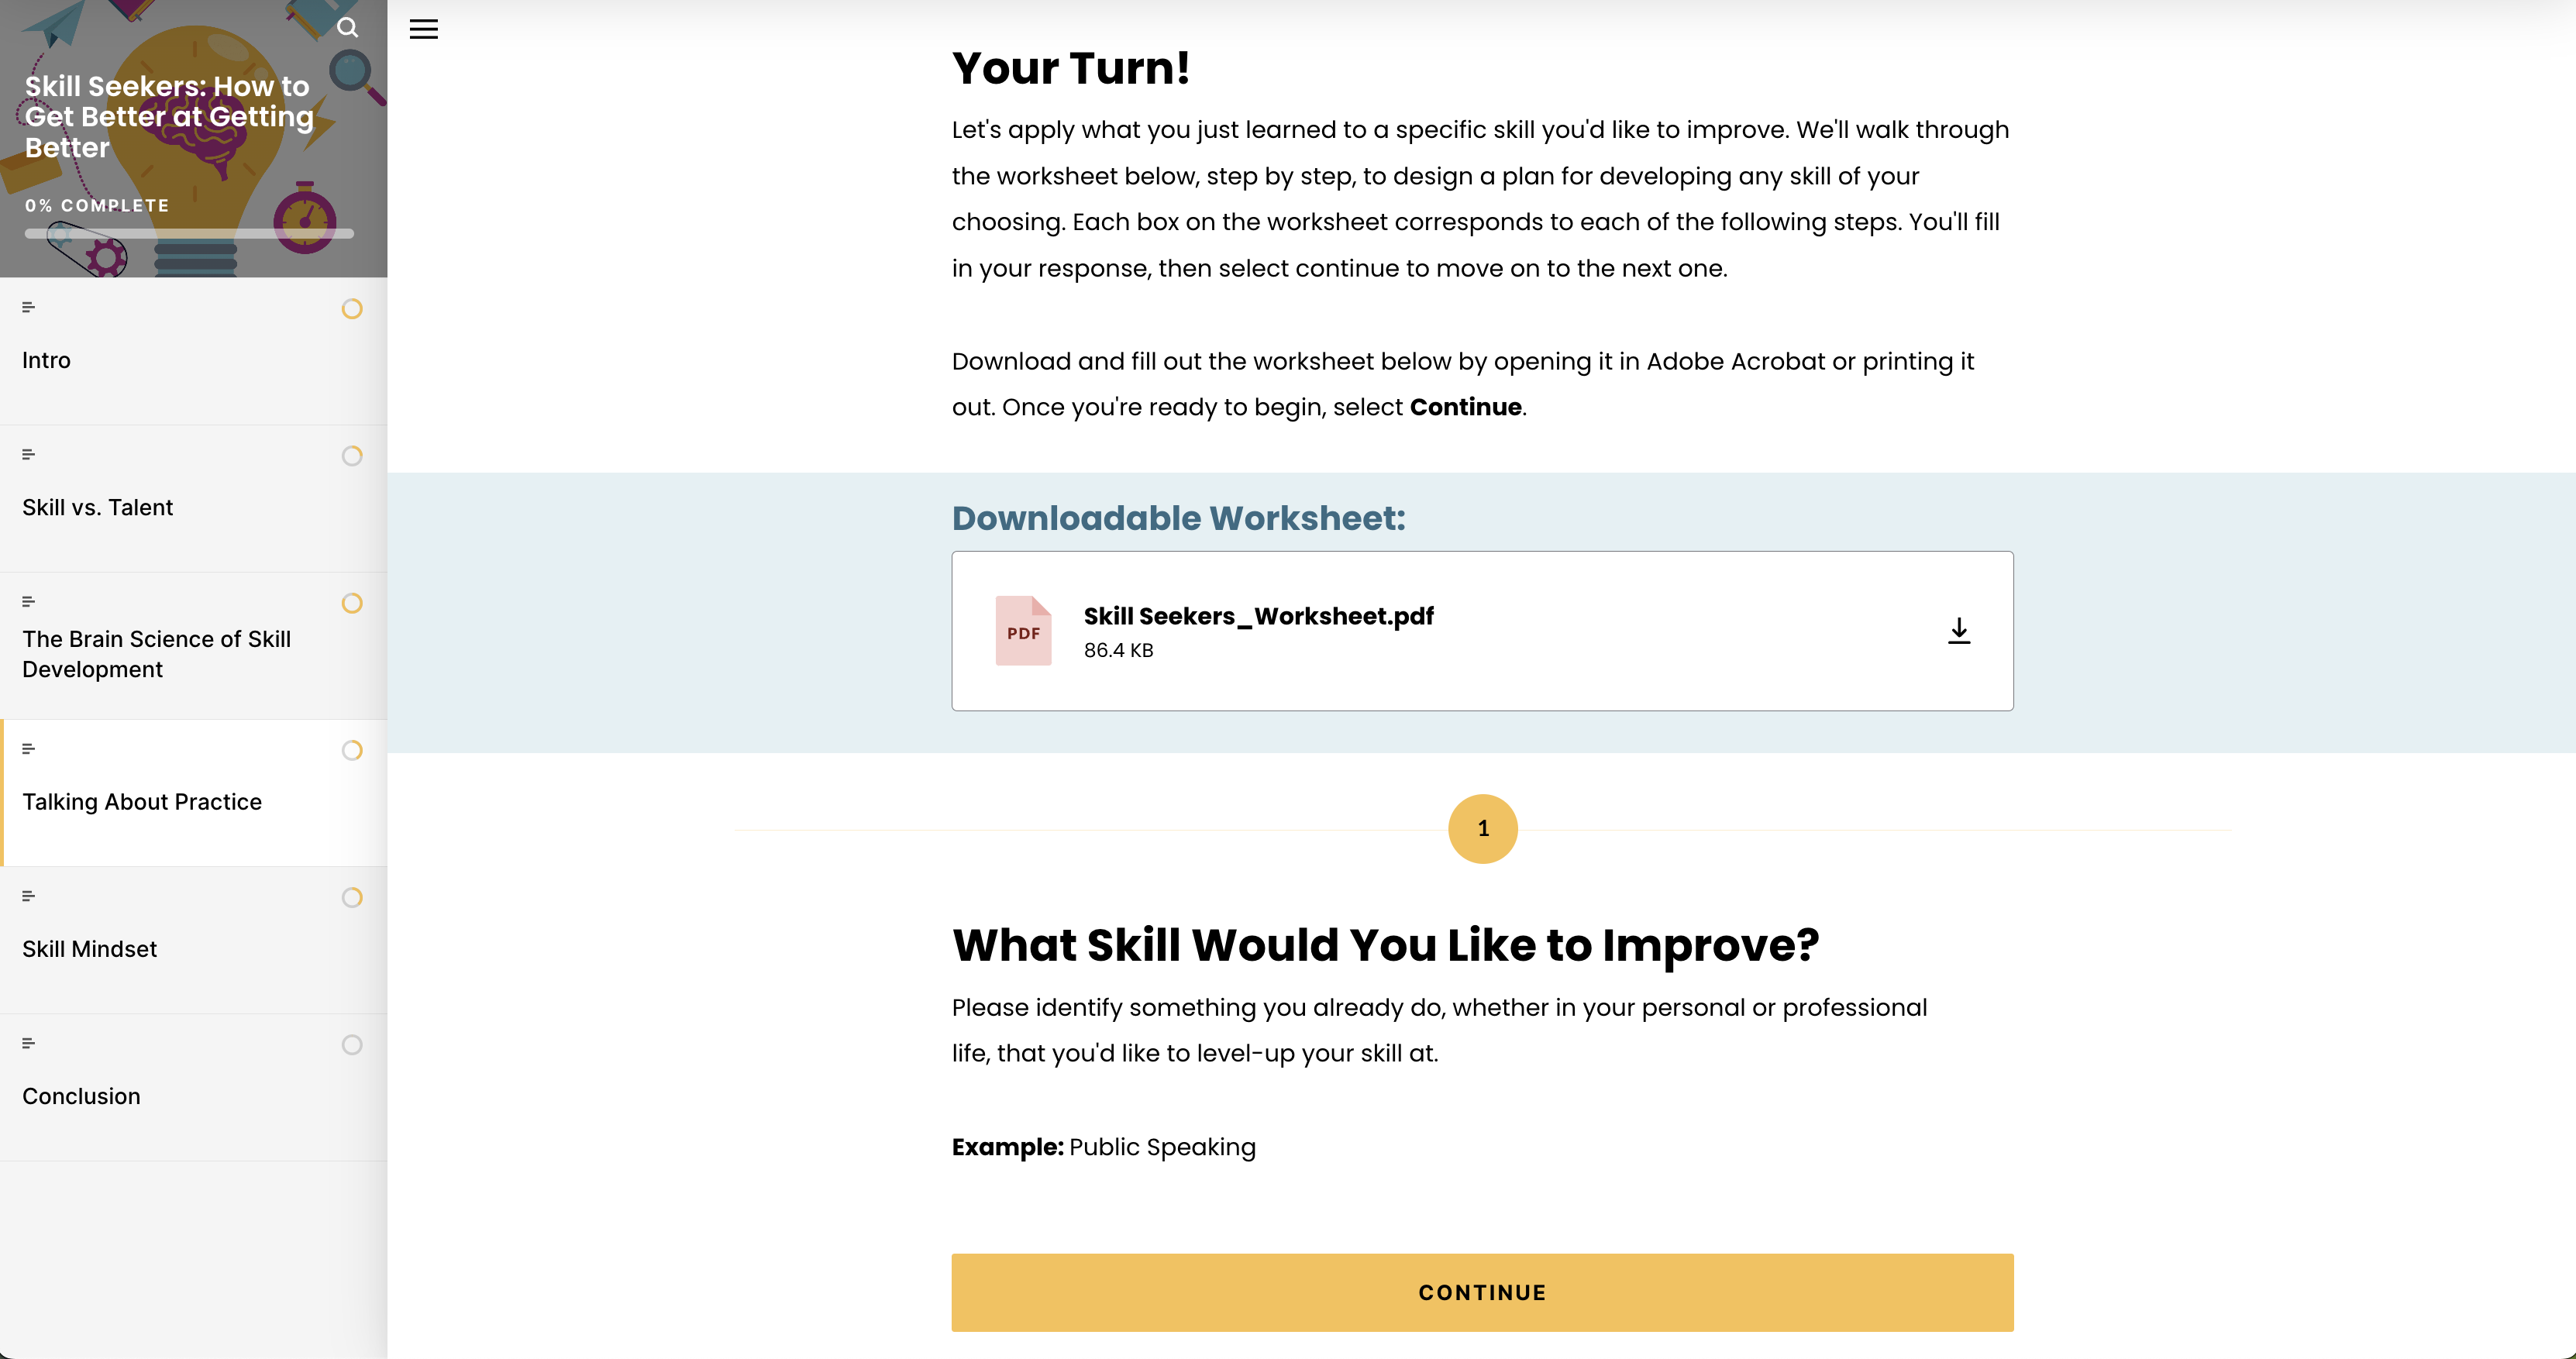 Skill Seekers: How to
Get Better at Getting
Better
0% COMPLETE
Intro
Skill vs. Talent
The Brain Science of Skill
Development
Talking About Practice
Skill Mindset
Conclusion
Your Turn!
Let's apply what you just learned to a specific skill you'd like to improve. We'll walk through
the worksheet below, step by step, to design a plan for developing any skill of your
choosing. Each box on the worksheet corresponds to each of the following steps. You'll fill
in your response, then select continue to move on to the next one.
Download and fill out the worksheet below by opening it in Adobe Acrobat or printing it
out. Once you're ready to begin, select Continue.
Downloadable Worksheet:
PDF
Skill Seekers_Worksheet.pdf
86.4 KB
1
What Skill Would You Like to Improve?
Please identify something you already do, whether in your personal or professional
life, that you'd like to level-up your skill at.
Example: Public Speaking
CONTINUE